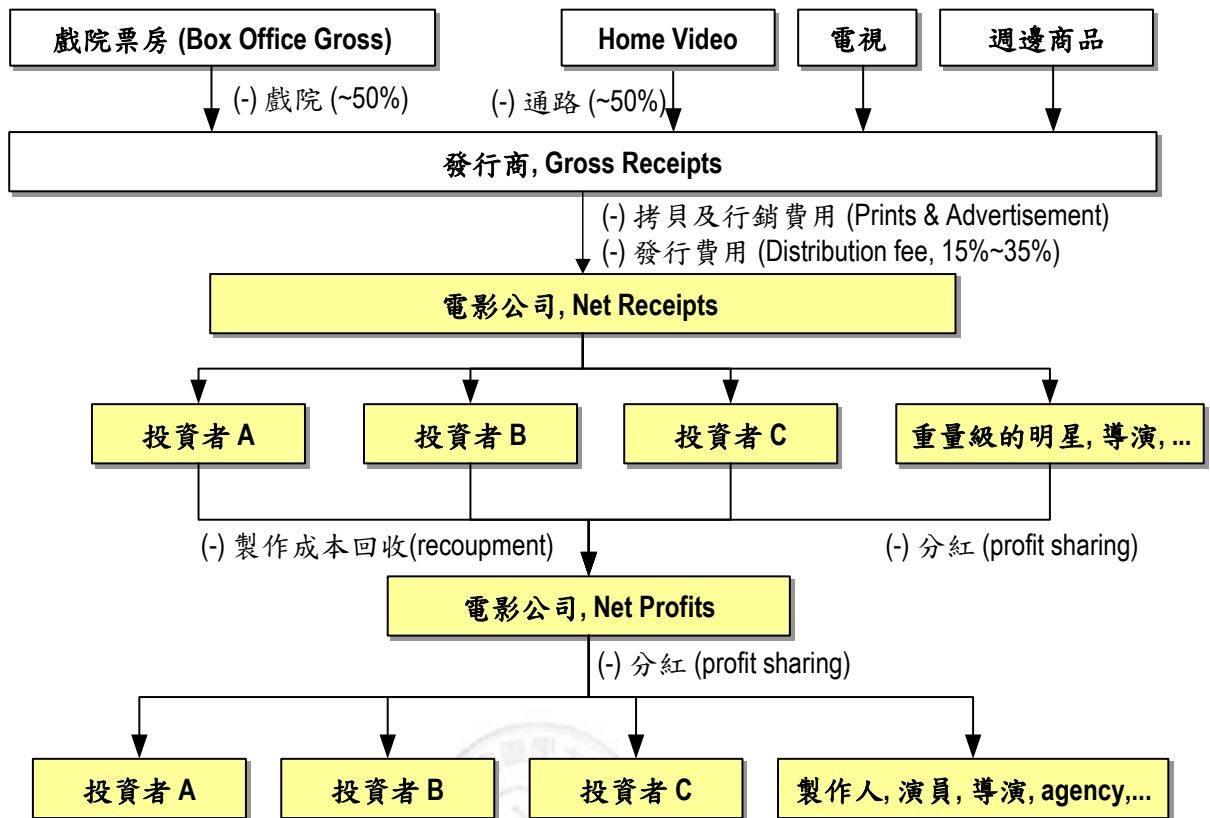 戲院票房 (Box Office Gross)
Home Video
電視
週邊商品
(-) 戲院 (~50%)
(-) 通路 (~50%)
發行商, Gross Receipts
(-) 拷貝及行銷費用 (Prints & Advertisement)
(-) 發行費用 (Distribution fee, 15%~35%)
電影公司, Net Receipts
投資者 A
投資者 B
投資者 C
重量級的明星, 導演, ...
(-) 製作成本回收(recoupment)
(-) 分紅 (profit sharing)
電影公司, Net Profits
(-) 分紅 (profit sharing)
投資者 A
投資者 B
投資者 C
製作人, 演員, 導演, agency,...